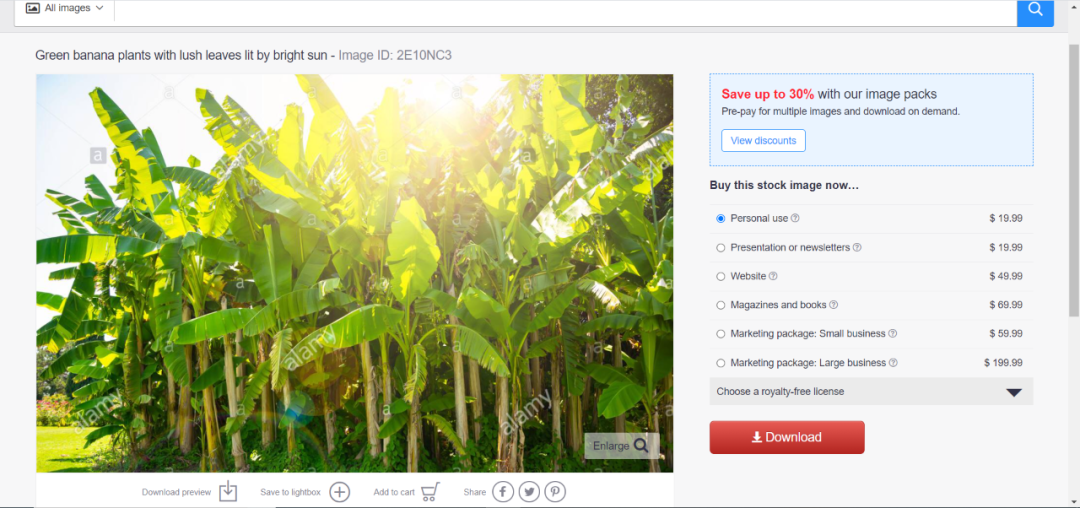 All images
Green banana plants with lush leaves lit by bright sun - Image ID: 2E10NC3
a
alamy
alamy
alamy
Enlarge
Download preview
Save to lightbox
Add to cart
Share
Save up to 30% with our image packs
Pre-pay for multiple images and download on demand.
View discounts
Buy this stock image now...
Personal use $ 19.99
Presentation or newsletters $ 19.99
Website $ 49.99
Magazines and books $ 69.99
Marketing package: Small business $ 59.99
Marketing package: Large business $ 199.99
Choose a royalty-free license
Download